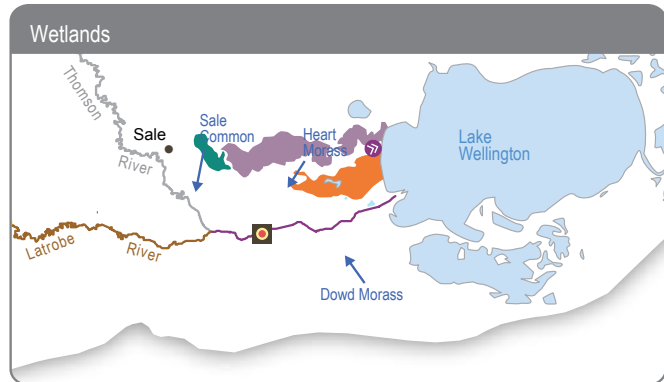 Wetlands
Thomson
River
Sale
Sale
Common
Heart
Morass
Lake
Wellington
Latrobe
River
Dowd Morass